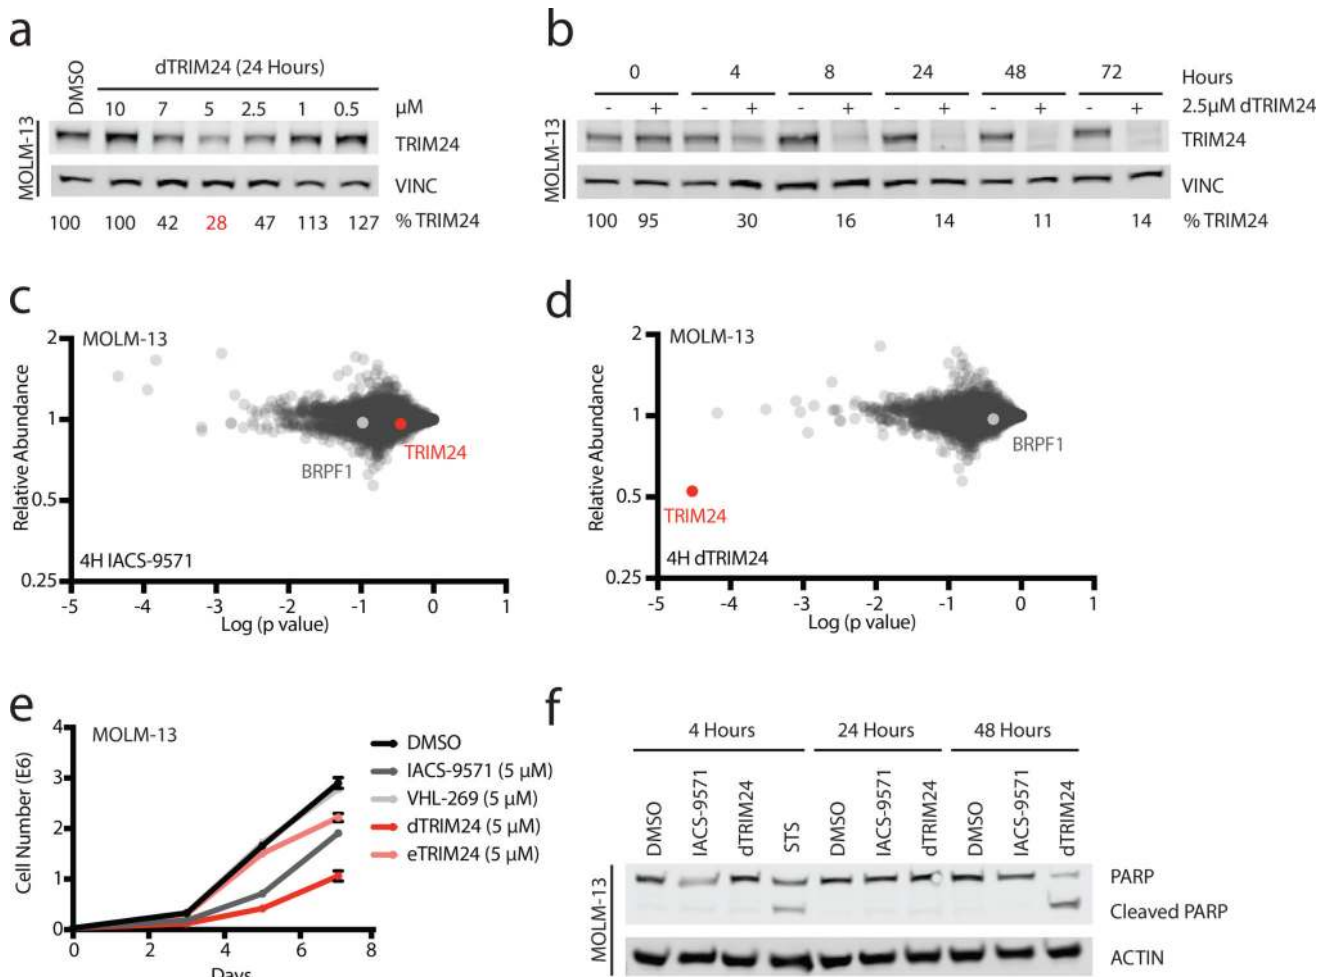 a
dTRIM24 (24 Hours)
DMSO
10 7 5 2.5 1 0.5 µM
MOLM-13
TRIM24
VINC
100 100 42 28 47 113 127 % TRIM24
b
0 4 8 24 48 72 Hours
- + - + - + - + - + - + 2.5µM dTRIM24
MOLM-13
TRIM24
VINC
100 95 30 16 14 11 14 % TRIM24
c
MOLM-13
Relative Abundance
2
1
0.5
0.25
BRPF1
TRIM24
4H IACS-9571
-5 -4 -3 -2 -1 0 1
Log (p value)
d
MOLM-13
Relative Abundance
2
1
0.5
0.25
BRPF1
TRIM24
4H dTRIM24
-5 -4 -3 -2 -1 0 1
Log (p value)
e
MOLM-13
Cell Number (E6)
4
3
2
1
0
0 2 4 6 8
Days
DMSO
IACS-9571 (5 µM)
VHL-269 (5 µM)
dTRIM24 (5 µM)
eTRIM24 (5 µM)
f
4 Hours 24 Hours 48 Hours
DMSO IACS-9571 dTRIM24 STS DMSO IACS-9571 dTRIM24 DMSO IACS-9571 dTRIM24
MOLM-13
PARP
Cleaved PARP
ACTIN